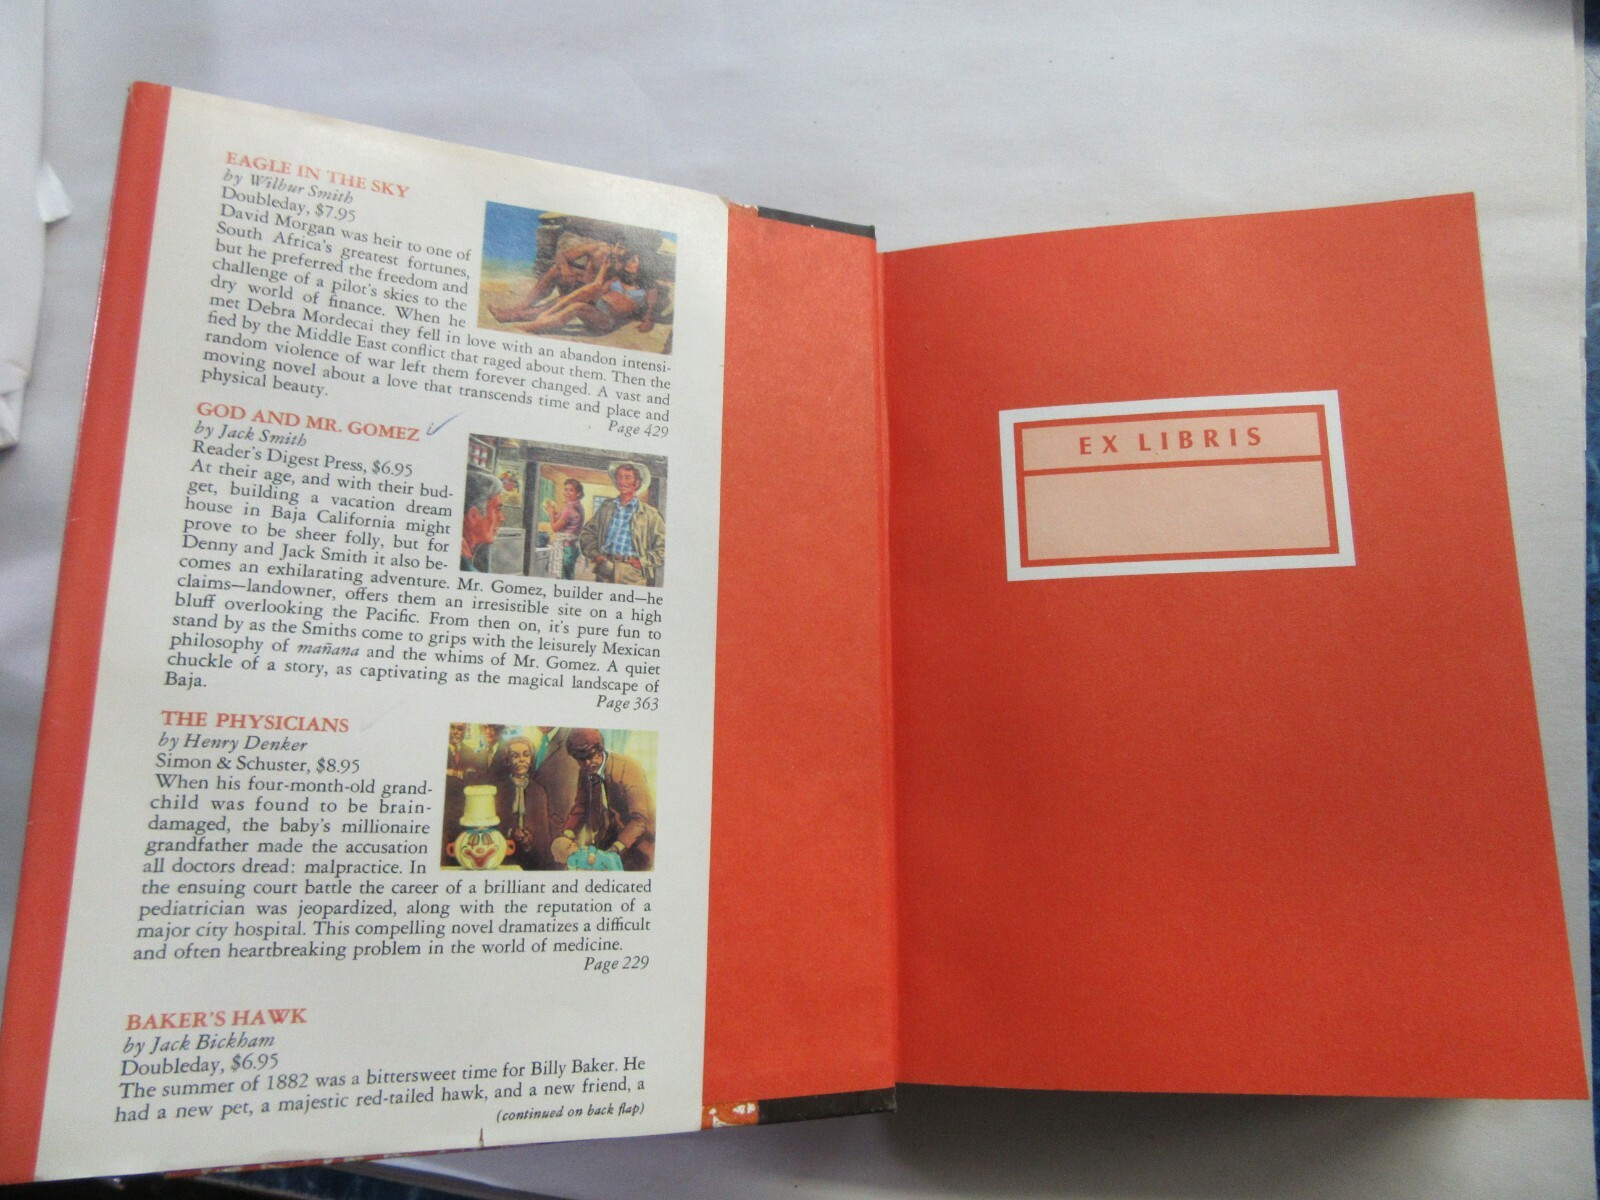 EAGLE IN THE SKY
by Wilbur Smith
Doubleday, $7.95
David Morgan was heir to one of
South Africa's greatest fortunes,
but he preferred the freedom and
challenge of a pilot's skies to the
dry world of finance. When he
met Debra Mordecai they fell in love with an abandon intensi-
fied by the Middle East conflict that raged about them. Then the
random violence of war left them forever changed. A vast and
moving novel about a love that transcends time and place and
physical beauty.
Page 429
GOD AND MR. GOMEZ
by Jack Smith
Reader's Digest Press, $6.95
At their age, and with their bud-
get, building a vacation dream
house in Baja California might
prove to be sheer folly, but for
Denny and Jack Smith it also be-
comes an exhilarating adventure. Mr. Gomez, builder and—he
claims—landowner, offers them an irresistible site on a high
bluff overlooking the Pacific. From then on, it's pure fun to
stand by as the Smiths come to grips with the leisurely Mexican
philosophy of mañana and the whims of Mr. Gomez. A quiet
chuckle of a story, as captivating as the magical landscape of
Baja.
Page 363
THE PHYSICIANS
by Henry Denker
Simon & Schuster, $8.95
When his four-month-old grand-
child was found to be brain-
damaged, the baby's millionaire
grandfather made the accusation
all doctors dread: malpractice. In
the ensuing court battle the career of a brilliant and dedicated
pediatrician was jeopardized, along with the reputation of a
major city hospital. This compelling novel dramatizes a difficult
and often heartbreaking problem in the world of medicine.
Page 229
BAKER'S HAWK
by Jack Bickham
Doubleday, $6.95
The summer of 1882 was a bittersweet time for Billy Baker. He
had a new pet, a majestic red-tailed hawk, and a new friend, a
(continued on back flap)
EX LIBRIS